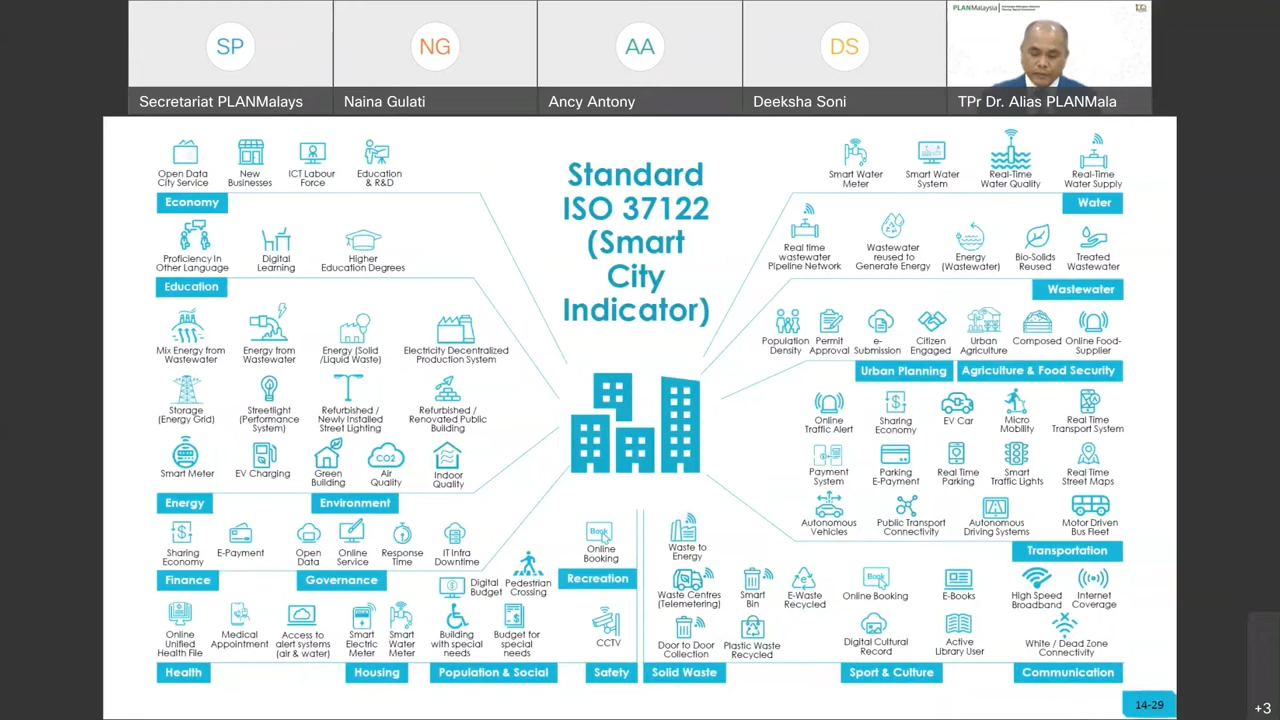 SP
NG
AA
DS
PLANMalaysia
Secretariat PLANMalays
Naina Gulati
Ancy Antony
Deeksha Soni
TPr Dr. Alias PLANMala
Standard
ISO 37122
(Smart
City
Indicator)
Open Data
City Service
New
Businesses
ICT Labour
Force
Education
& R&D
Economy
Proficiency In
Other Language
Digital
Learning
Higher
Education Degrees
Education
Mix Energy from
Wastewater
Energy from
Wastewater
Energy (Solid
/Liquid Waste)
Electricity Decentralized
Production System
Storage
(Energy Grid)
Streetlight
(Performance
System)
Refurbished /
Newly Installed
Street Lighting
Refurbished /
Renovated Public
Building
Smart Meter
EV Charging
Green
Building
CO2
Air
Quality
Indoor
Quality
Energy
Environment
Sharing
Economy
E-Payment
Open
Data
Online
Service
Response
Time
IT Infra
Downtime
Finance
Governance
Digital
Budget
Pedestrian
Crossing
Book
Online
Booking
Recreation
Online
Unified
Health File
Medical
Appointment
Access to
alert systems
(air & water)
Smart
Electric
Meter
Smart
Water
Meter
Building
with special
needs
Budget for
special
needs
CCTV
Health
Housing
Population & Social
Safety
Smart Water
Meter
Smart Water
System
Real-Time
Water Quality
Real-Time
Water Supply
Water
Real time
wastewater
Pipeline Network
Wastewater
reused to
Generate Energy
Energy
(Wastewater)
Bio-Solids
Reused
Treated
Wastewater
Wastewater
Population
Density
Permit
Approval
e-
Submission
Citizen
Engaged
Urban
Agriculture
Composed
Online Food-
Supplier
Urban Planning
Agriculture & Food Security
Online
Traffic Alert
Sharing
Economy
EV Car
Micro
Mobility
Real Time
Transport System
Payment
System
Parking
E-Payment
Real Time
Parking
Smart
Traffic Lights
Real Time
Street Maps
Autonomous
Vehicles
Public Transport
Connectivity
Autonomous
Driving Systems
Motor Driven
Bus Fleet
Transportation
Waste to
Energy
Waste Centres
(Telemetering)
Smart
Bin
E-Waste
Recycled
Door to Door
Collection
Plastic Waste
Recycled
Solid Waste
Book
Online Booking
E-Books
Digital Cultural
Record
Active
Library User
Sport & Culture
High Speed
Broadband
Internet
Coverage
White / Dead Zone
Connectivity
Communication
14-29
+3